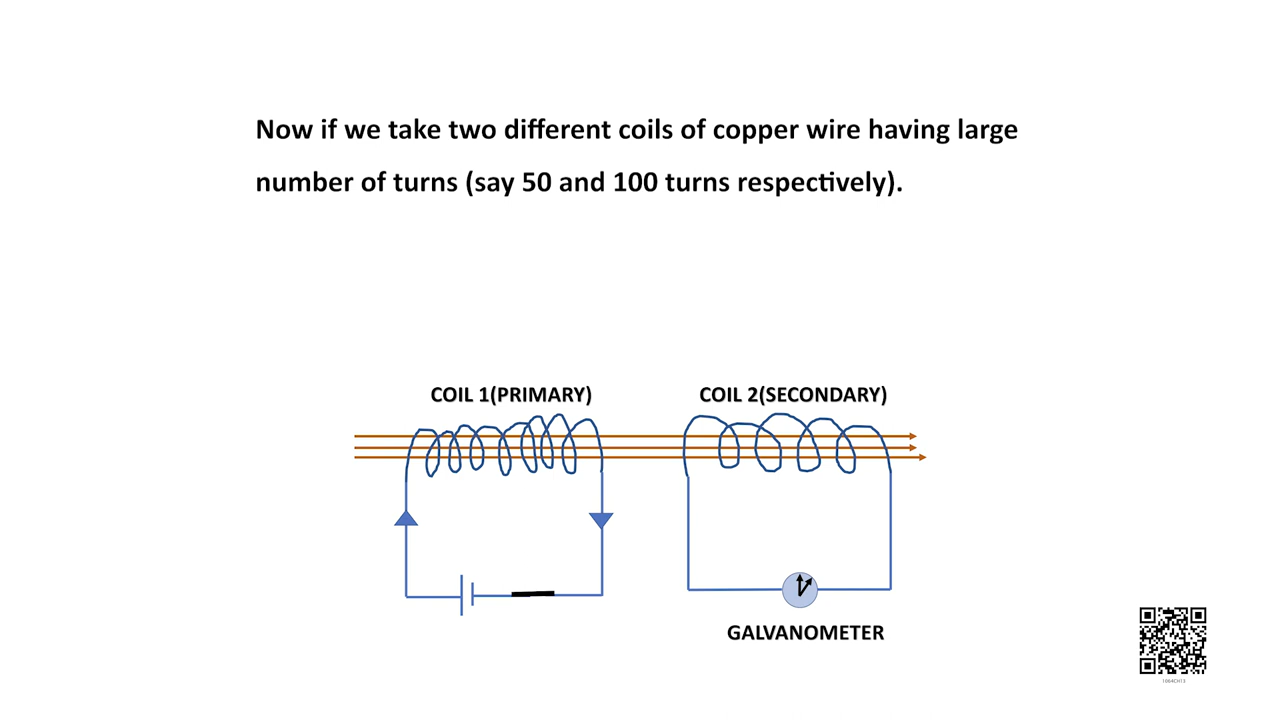 Now if we take two different coils of copper wire having large
number of turns (say 50 and 100 turns respectively).
COIL 1(PRIMARY)
COIL 2(SECONDARY)
GALVANOMETER
1064CH13